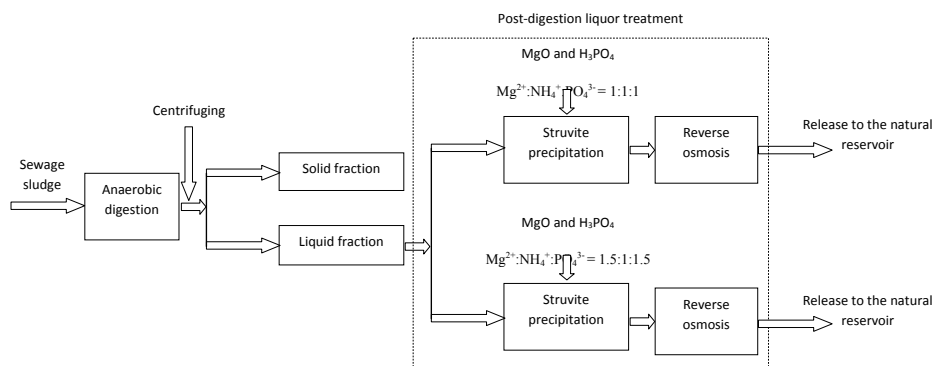 Post-digestion liquor treatment
MgO and H₃PO₄
Mg²⁺:NH₄⁺:PO₄³⁻ = 1:1:1
Centrifuging
Struvite
precipitation
Reverse
osmosis
Release to the natural
reservoir
Sewage
sludge
Anaerobic
digestion
Solid fraction
Liquid fraction
MgO and H₃PO₄
Mg²⁺:NH₄⁺:PO₄³⁻ = 1.5:1:1.5
Struvite
precipitation
Reverse
osmosis
Release to the natural
reservoir